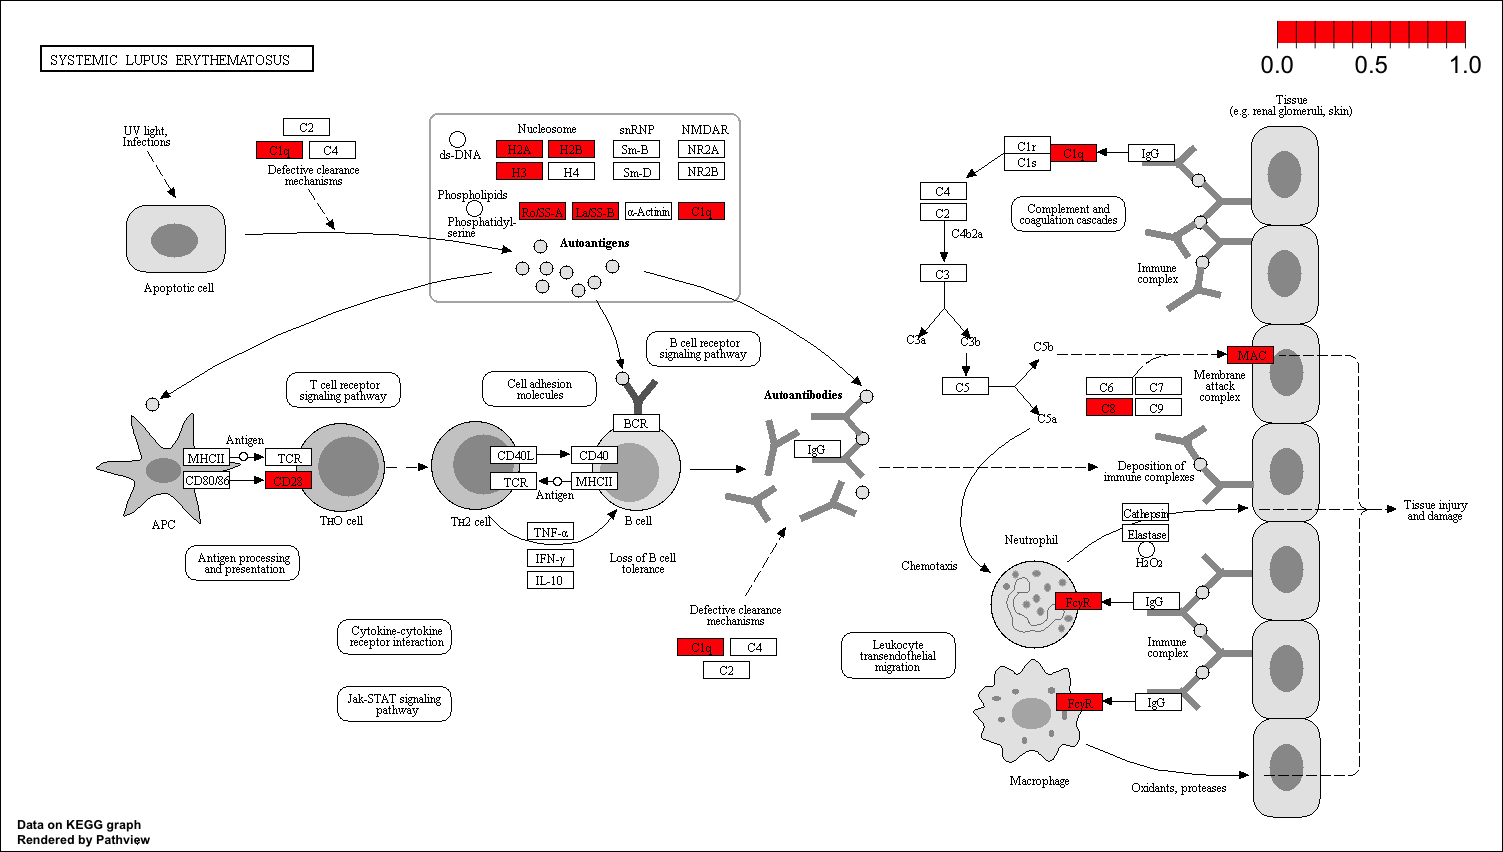 SYSTEMIC LUPUS ERYTHEMATOSUS
0.0 0.5 1.0
UV light,
Infections
C2
C1q C4
Defective clearance
mechanisms
Apoptotic cell
Nucleosome snRNP NMDAR
ds-DNA
H2A H2B Sm-B NR2A
H3 H4 Sm-D NR2B
Phospholipids
Phosphatidyl-
serine
Ro/SS-A La/SS-B α-Actinin C1q
Autoantigens
Tissue
(e.g. renal glomeruli, skin)
C1r
C1s
C1q IgG
C4
C2
C4b2a
Complement and
coagulation cascades
C3
Immune
complex
C3a C3b
C5
C5b
C5a
MAC
Membrane
attack
complex
C6 C7
C8 C9
B cell receptor
signaling pathway
T cell receptor
signaling pathway
Cell adhesion
molecules
Autoantibodies
BCR
Antigen
MHCII TCR
CD80/86 CD28
APC
TH0 cell
CD40L CD40
TCR MHCII
Antigen
TH2 cell
B cell
TNF-α
IFN-γ
IL-10
Loss of B cell
tolerance
IgG
Deposition of
immune complexes
Cathepsin
Elastase
H2O2
Tissue injury
and damage
Neutrophil
Chemotaxis
Antigen processing
and presentation
FcγR IgG
Defective clearance
mechanisms
C1q C4
C2
Cytokine-cytokine
receptor interaction
Leukocyte
transendothelial
migration
Immune
complex
Jak-STAT signaling
pathway
FcγR IgG
Macrophage
Oxidants, proteases
Data on KEGG graph
Rendered by Pathview